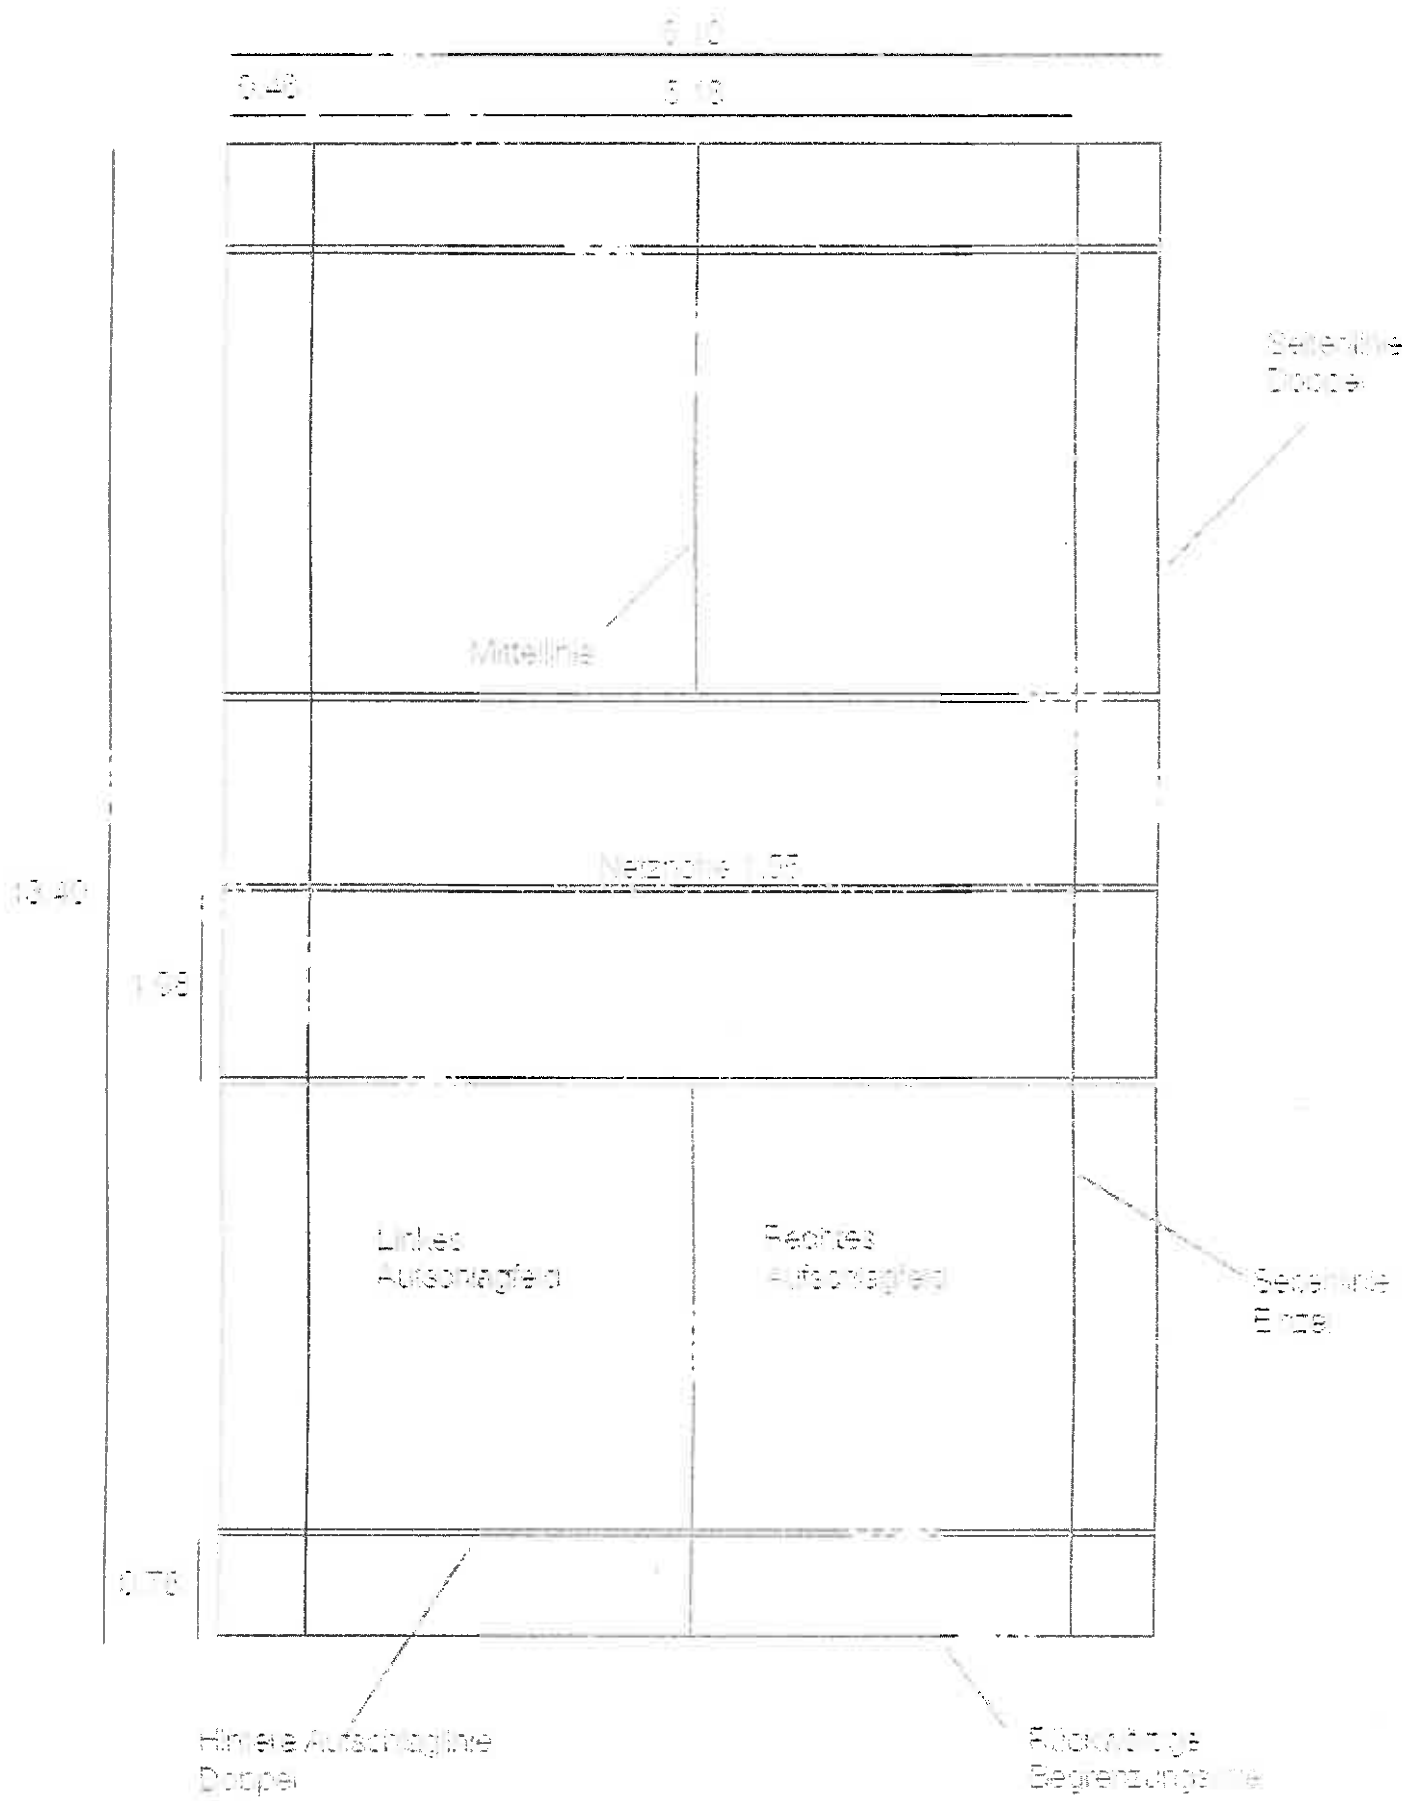 6.10
0.46
5.18
Seitenlinie
Doppel
Mittellinie
Netzhöhe 1.55
13.40
1.98
Linkes
Aufschlagfeld
Rechtes
Aufschlagfeld
Seitenlinie
Einzel
0.76
Hintere Aufschlaglinie
Doppel
Rückwärtige
Begrenzungslinie